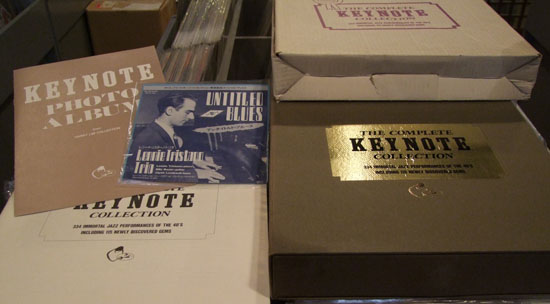 THE COMPLETE
KEYNOTE
COLLECTION
KEYNOTE
PHOTO
ALBUM
UNTITLED
BLUES
Lennie Tristano
Trio
THE COMPLETE
KEYNOTE
COLLECTION
334 IMMORTAL JAZZ PERFORMANCES OF THE 40'S
INCLUDING 115 NEWLY DISCOVERED GEMS
KEYNOTE
COLLECTION
334 IMMORTAL JAZZ PERFORMANCES OF THE 40'S
INCLUDING 115 NEWLY DISCOVERED GEMS